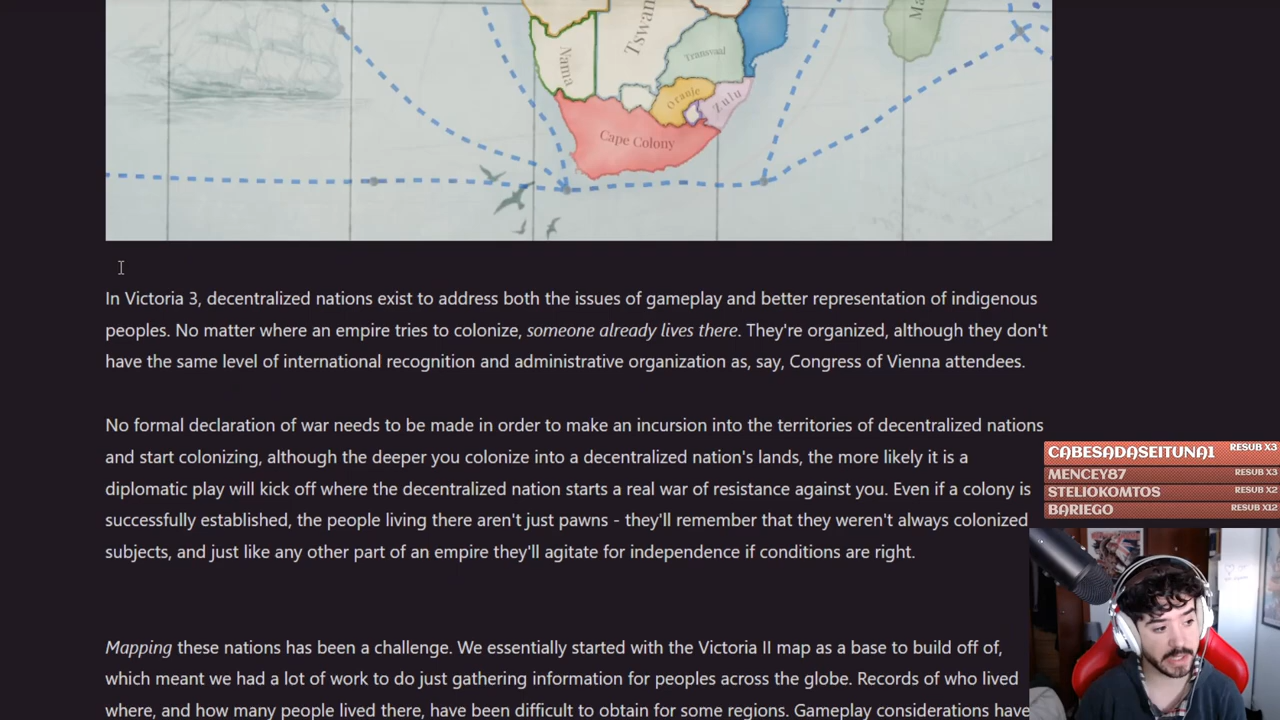 Tswan
Ma
Nama
Transvaal
Oranje
Zulu
Cape Colony
In Victoria 3, decentralized nations exist to address both the issues of gameplay and better representation of indigenous
peoples. No matter where an empire tries to colonize, someone already lives there. They're organized, although they don't
have the same level of international recognition and administrative organization as, say, Congress of Vienna attendees.
No formal declaration of war needs to be made in order to make an incursion into the territories of decentralized nations
and start colonizing, although the deeper you colonize into a decentralized nation's lands, the more likely it is a
diplomatic play will kick off where the decentralized nation starts a real war of resistance against you. Even if a colony is
successfully established, the people living there aren't just pawns - they'll remember that they weren't always colonized
subjects, and just like any other part of an empire they'll agitate for independence if conditions are right.
CABESADASEITUNA1 RESUB X3
MENCEY87 RESUB X3
STELIOKOMTOS RESUB X2
BARIEGO RESUB X12
Mapping these nations has been a challenge. We essentially started with the Victoria II map as a base to build off of,
which meant we had a lot of work to do just gathering information for peoples across the globe. Records of who lived
where, and how many people lived there, have been difficult to obtain for some regions. Gameplay considerations have